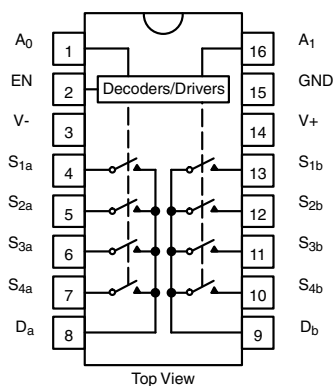 A0 1 16 A1
EN 2 Decoders/Drivers 15 GND
V- 3 14 V+
S1a 4 13 S1b
S2a 5 12 S2b
S3a 6 11 S3b
S4a 7 10 S4b
Da 8 9 Db
Top View